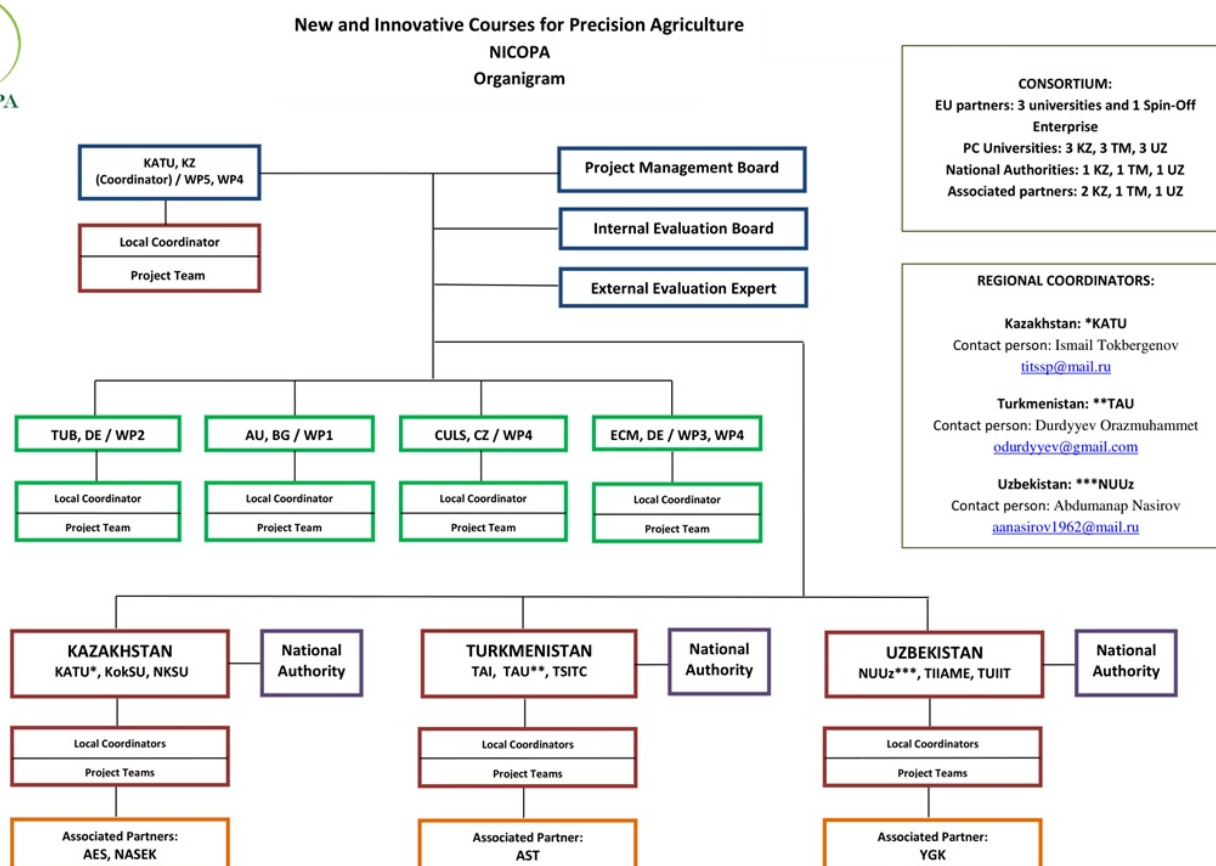 New and Innovative Courses for Precision Agriculture
NICOPA
Organigram
PA
CONSORTIUM:
EU partners: 3 universities and 1 Spin-Off
Enterprise
PC Universities: 3 KZ, 3 TM, 3 UZ
National Authorities: 1 KZ, 1 TM, 1 UZ
Associated partners: 2 KZ, 1 TM, 1 UZ
KATU, KZ
(Coordinator) / WP5, WP4
Local Coordinator
Project Team
Project Management Board
Internal Evaluation Board
External Evaluation Expert
REGIONAL COORDINATORS:
Kazakhstan: *KATU
Contact person: Ismail Tokbergenov
titssp@mail.ru
Turkmenistan: **TAU
Contact person: Durdyyev Orazmuhammet
odurdyyev@gmail.com
Uzbekistan: ***NUUz
Contact person: Abdumanap Nasirov
aanasirov1962@mail.ru
TUB, DE / WP2
Local Coordinator
Project Team
AU, BG / WP1
Local Coordinator
Project Team
CULS, CZ / WP4
Local Coordinator
Project Team
ECM, DE / WP3, WP4
Local Coordinator
Project Team
KAZAKHSTAN
KATU*, KokSU, NKSU
National
Authority
Local Coordinators
Project Teams
Associated Partners:
AES, NASEK
TURKMENISTAN
TAI, TAU**, TSITC
National
Authority
Local Coordinators
Project Teams
Associated Partner:
AST
UZBEKISTAN
NUUz***, TIIAME, TUIIT
National
Authority
Local Coordinators
Project Teams
Associated Partner:
YGK